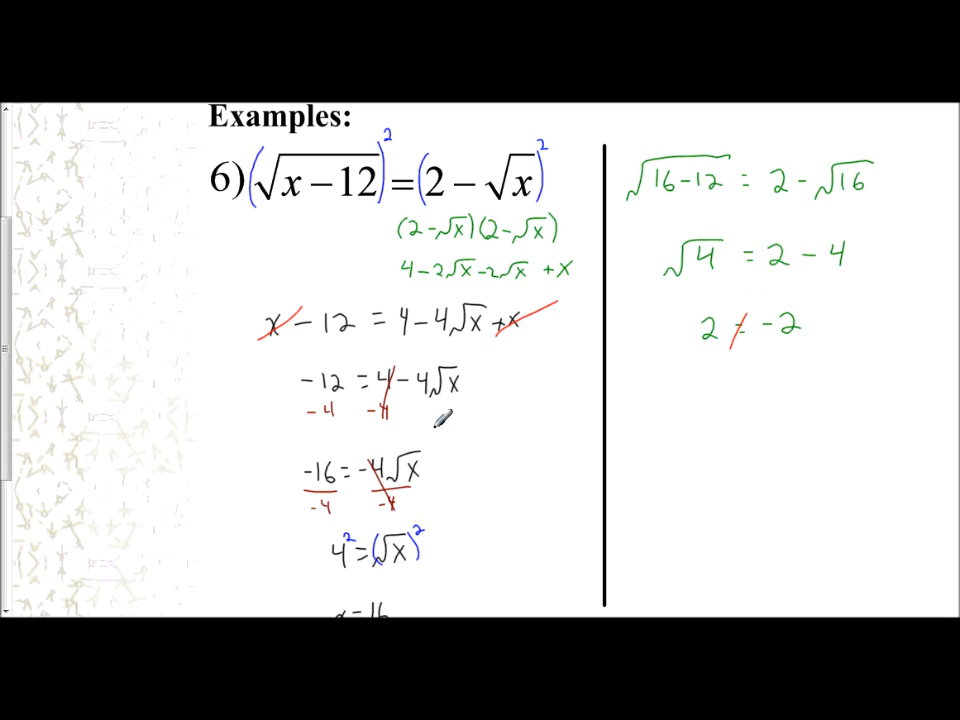 Examples:
6) (√(x − 12))² = (2 − √x)²
(2 − √x)(2 − √x)
4 − 2√x − 2√x + x
x − 12 = 4 − 4√x + x
−12 = 4 − 4√x
−4 −4
−16 = −4√x
−4 −4
4² = (√x)²
x = 16
√(16 − 12) = 2 − √16
√4 = 2 − 4
2 ≠ −2